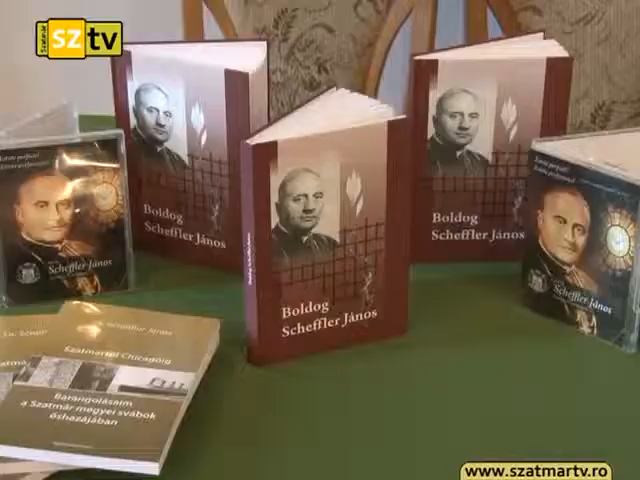 Szatmár
sz tv
Boldog
Scheffler János
Boldog
Scheffler János
Boldog
Scheffler János
Scheffler János
Scheffler János
Szatmártól Chicagóig
Barangolásaim
a Szatmár megyei svábok
őshazájában
www.szatmartv.ro